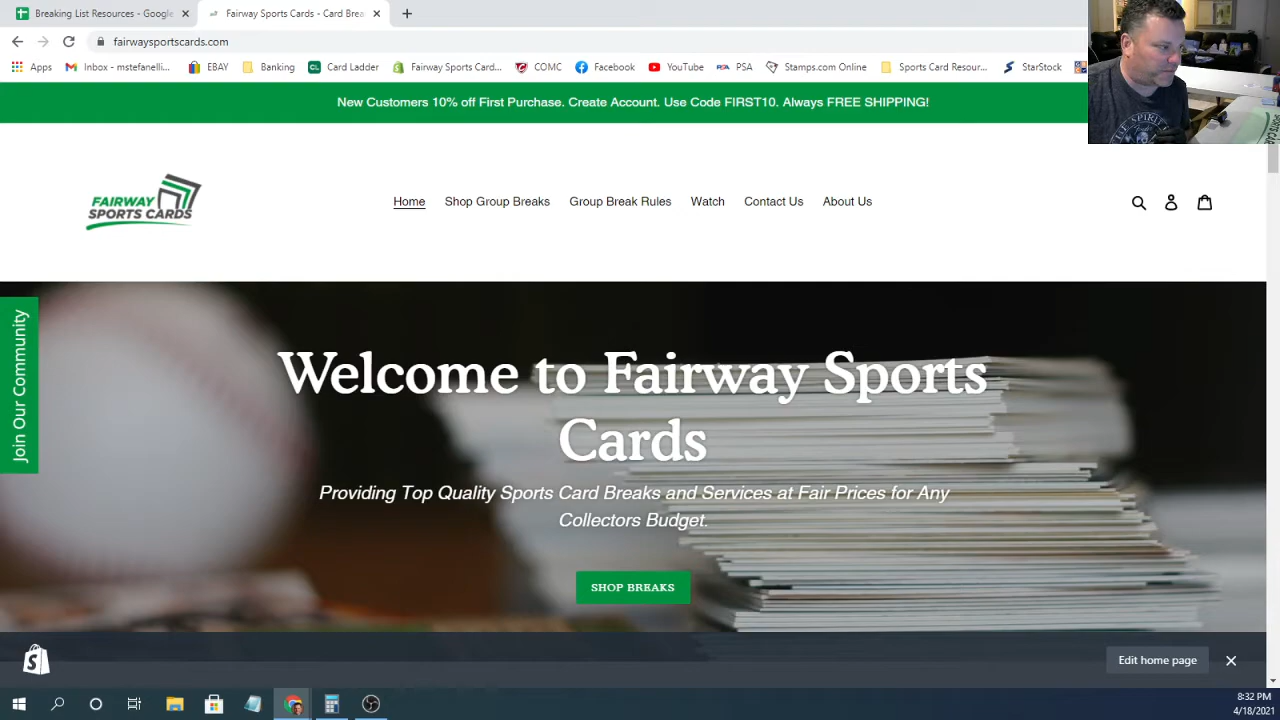 Breaking List Resources - Google
Fairway Sports Cards - Card Brea
fairwaysportscards.com
Apps
Inbox - mstefanelli...
EBAY
Banking
CL Card Ladder
Fairway Sports Card...
COMC
Facebook
YouTube
PSA PSA
Stamps.com Online
Sports Card Resour...
StarStock
New Customers 10% off First Purchase. Create Account. Use Code FIRST10. Always FREE SHIPPING!
FAIRWAY
SPORTS CARDS
Home
Shop Group Breaks
Group Break Rules
Watch
Contact Us
About Us
Join Our Community
Welcome to Fairway Sports
Cards
Providing Top Quality Sports Card Breaks and Services at Fair Prices for Any
Collectors Budget.
SHOP BREAKS
Edit home page
8:32 PM
4/18/2021